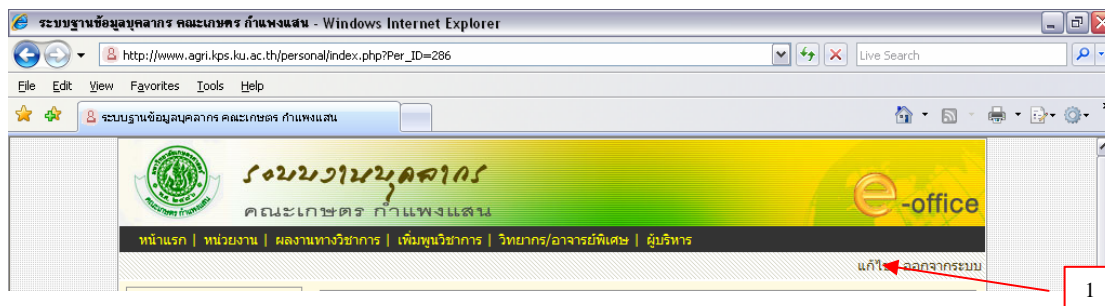 ระบบฐานข้อมูลบุคลากร คณะเกษตร กำแพงแสน - Windows Internet Explorer
http://www.agri.kps.ku.ac.th/personal/index.php?Per_ID=286
Live Search
File Edit View Favorites Tools Help
ระบบฐานข้อมูลบุคลากร คณะเกษตร กำแพงแสน
ระบบงานบุคลากร
คณะเกษตร กำแพงแสน
e-office
หน้าแรก | หน่วยงาน | ผลงานทางวิชาการ | เพิ่มพูนวิชาการ | วิทยากร/อาจารย์พิเศษ | ผู้บริหาร
ออกจากระบบ
1